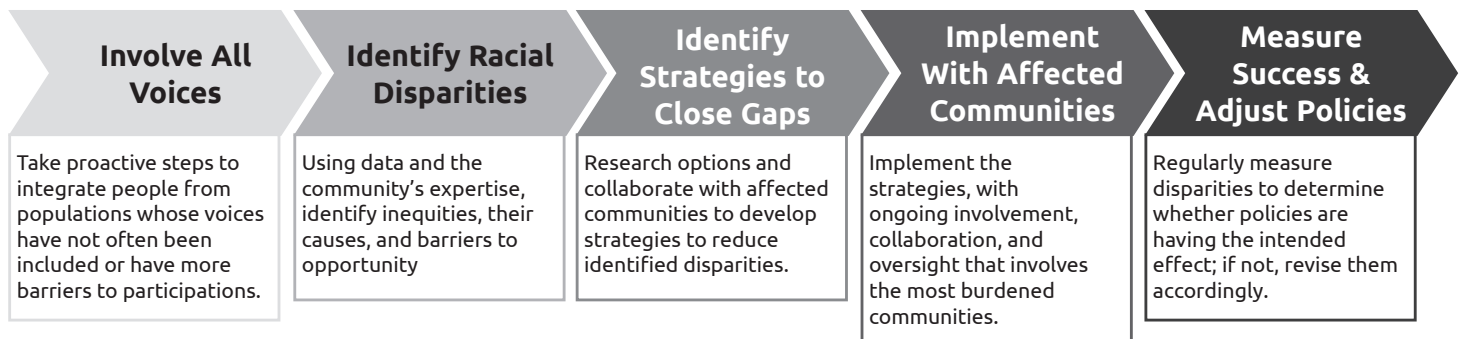 Involve All
Voices
Take proactive steps to
integrate people from
populations whose voices
have not often been
included or have more
barriers to participations.
Identify Racial
Disparities
Using data and the
community’s expertise,
identify inequities, their
causes, and barriers to
opportunity
Identify
Strategies to
Close Gaps
Research options and
collaborate with affected
communities to develop
strategies to reduce
identified disparities.
Implement
With Affected
Communities
Implement the
strategies, with
ongoing involvement,
collaboration, and
oversight that involves
the most burdened
communities.
Measure
Success &
Adjust Policies
Regularly measure
disparities to determine
whether policies are
having the intended
effect; if not, revise them
accordingly.